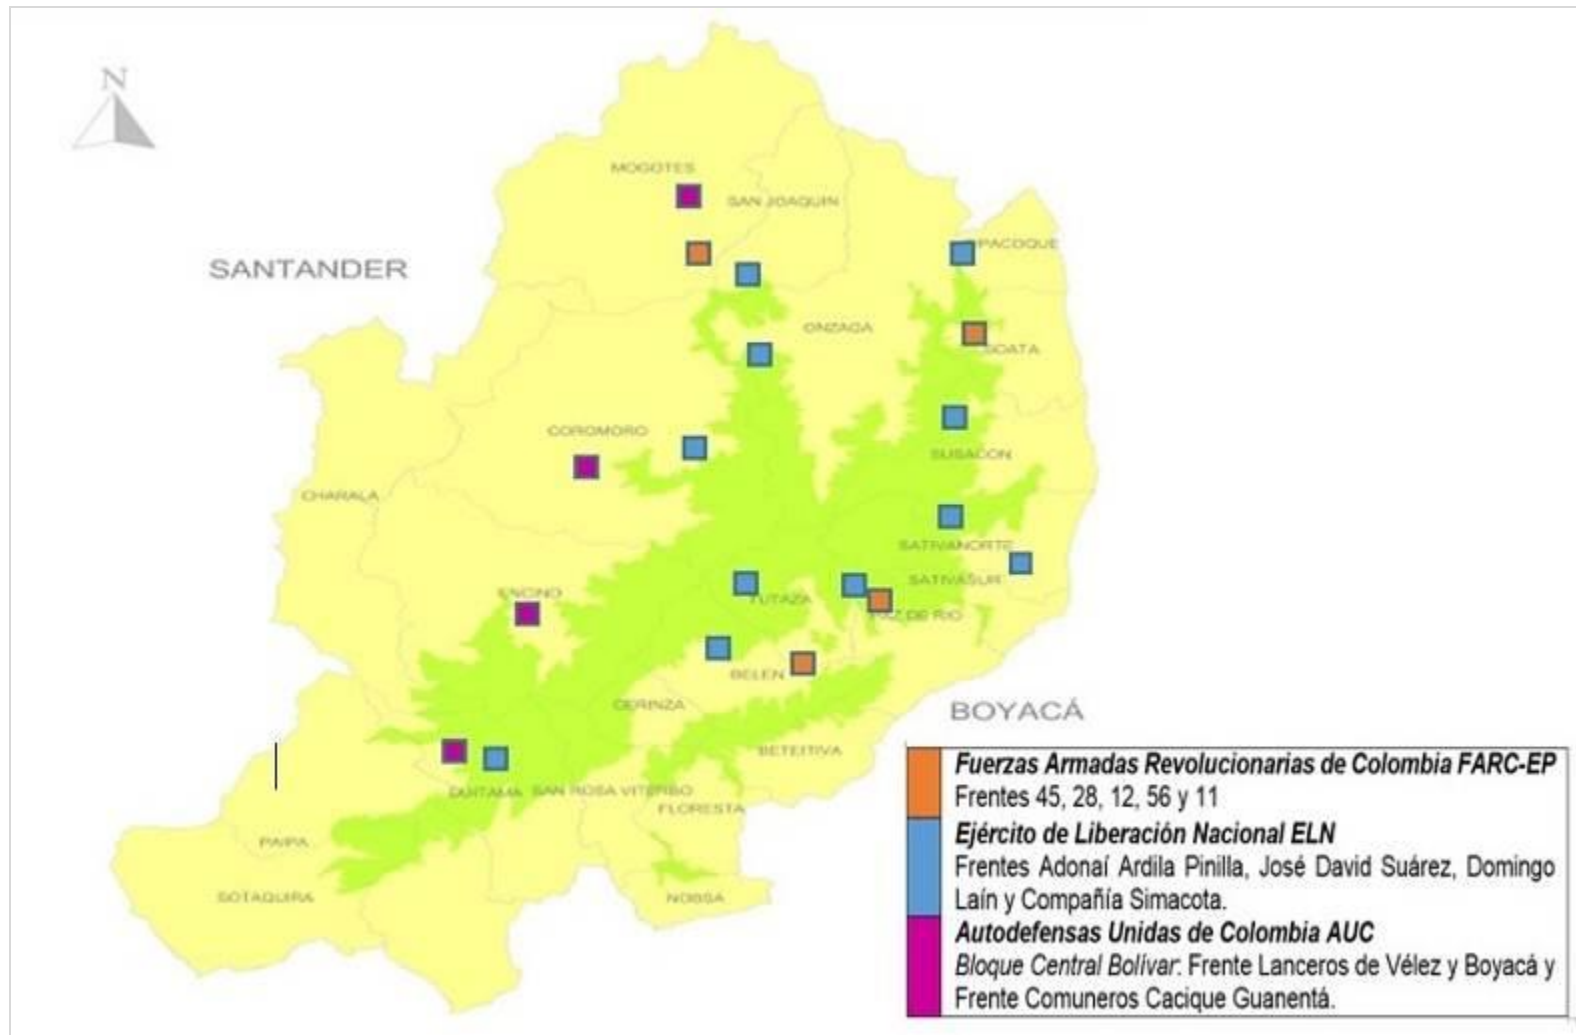 N
MOGOTES
SAN JOAQUIN
SANTANDER
PACOQUE
ONZAGA
SOATA
COROMORO
SUSACON
CHARALA
SATIVANORTE
SATIVASUR
ENCINO
TUTAZA
PAZ DE RIO
BELEN
CERINZA
BOYACÁ
BETEITIVA
DUITAMA
SAN ROSA VITERBO
FLORESTA
PAIPA
SOTAQUIRA
NOBSA
Fuerzas Armadas Revolucionarias de Colombia FARC-EP
Frentes 45, 28, 12, 56 y 11
Ejército de Liberación Nacional ELN
Frentes Adonaí Ardila Pinilla, José David Suárez, Domingo
Laín y Compañía Simacota.
Autodefensas Unidas de Colombia AUC
Bloque Central Bolívar: Frente Lanceros de Vélez y Boyacá y
Frente Comuneros Cacique Guanentá.